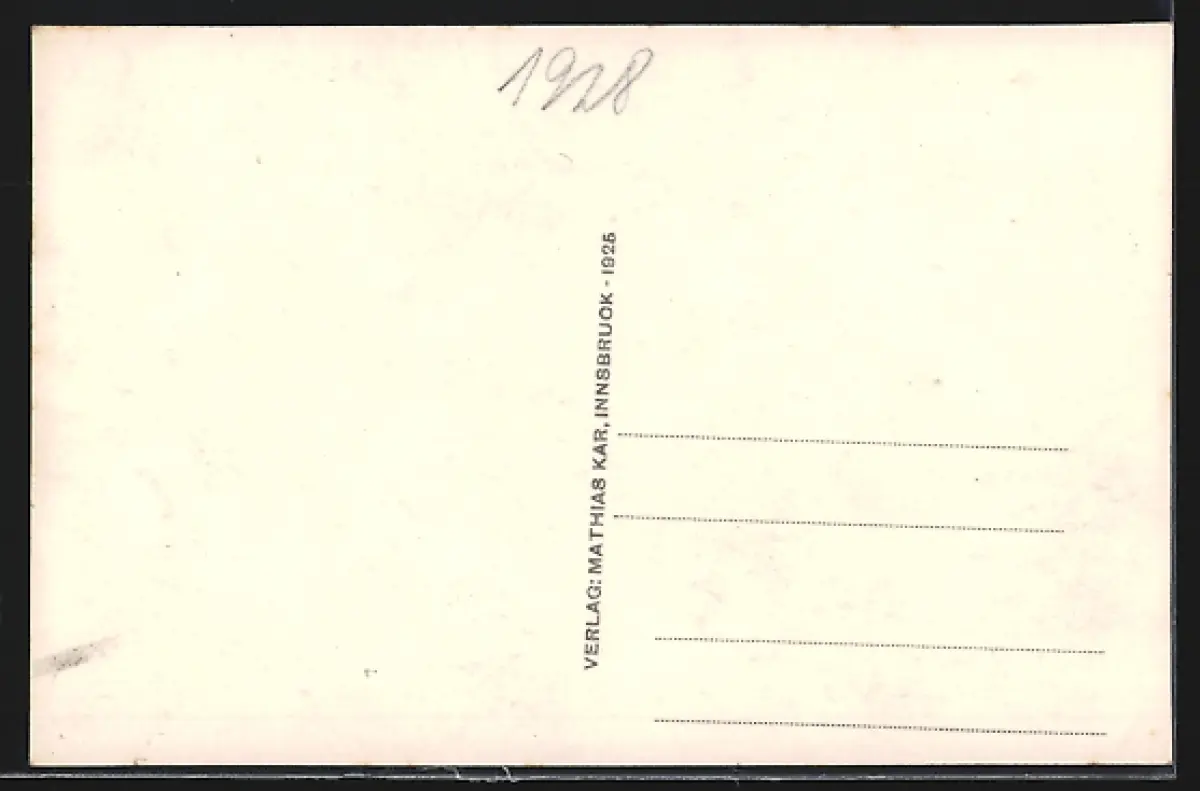 1928
VERLAG: MATHIAS KAR, INNSBRUCK - 1925